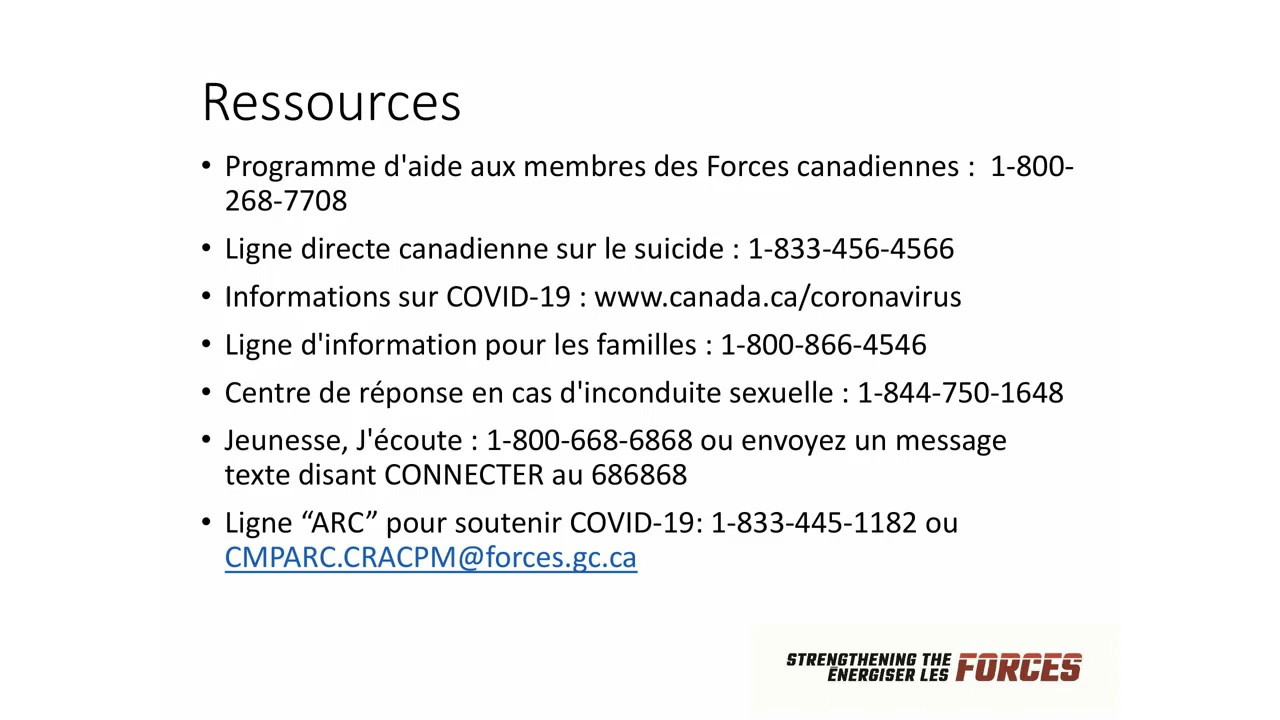 Ressources
• Programme d'aide aux membres des Forces canadiennes :  1-800-
268-7708
• Ligne directe canadienne sur le suicide : 1-833-456-4566
• Informations sur COVID-19 : www.canada.ca/coronavirus
• Ligne d'information pour les familles : 1-800-866-4546
• Centre de réponse en cas d'inconduite sexuelle : 1-844-750-1648
• Jeunesse, J'écoute : 1-800-668-6868 ou envoyez un message
texte disant CONNECTER au 686868
• Ligne “ARC” pour soutenir COVID-19: 1-833-445-1182 ou
CMPARC.CRACPM@forces.gc.ca
STRENGTHENING THE
ÉNERGISER LES FORCES